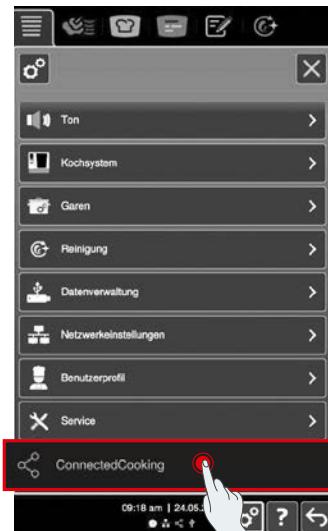 Ton
Kochsystem
Garen
Reinigung
Datenverwaltung
Netzwerkeinstellungen
Benutzerprofil
Service
ConnectedCooking
09:18 am | 24.05.
?